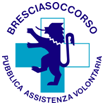 BRESCIASOCCORSO
PUBBLICA ASSISTENZA VOLONTARIA